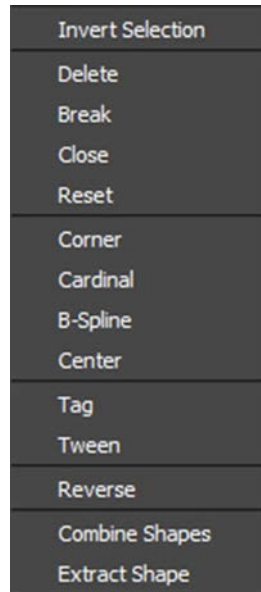 Invert Selection
Delete
Break
Close
Reset
Corner
Cardinal
B-Spline
Center
Tag
Tween
Reverse
Combine Shapes
Extract Shape